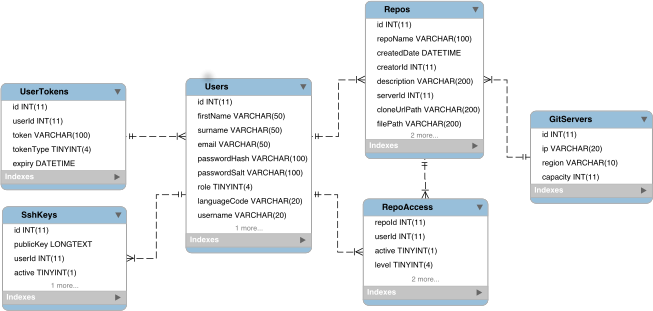 UserTokens
id INT(11)
userId INT(11)
token VARCHAR(100)
tokenType TINYINT(4)
expiry DATETIME
Indexes
SshKeys
id INT(11)
publicKey LONGTEXT
userId INT(11)
active TINYINT(1)
1 more...
Indexes
Users
id INT(11)
firstName VARCHAR(50)
surname VARCHAR(50)
email VARCHAR(50)
passwordHash VARCHAR(100)
passwordSalt VARCHAR(100)
role TINYINT(4)
languageCode VARCHAR(20)
username VARCHAR(20)
1 more...
Indexes
Repos
id INT(11)
repoName VARCHAR(100)
createdDate DATETIME
creatorId INT(11)
description VARCHAR(200)
serverId INT(11)
cloneUrlPath VARCHAR(200)
filePath VARCHAR(200)
2 more...
Indexes
RepoAccess
repoId INT(11)
userId INT(11)
active TINYINT(1)
level TINYINT(4)
2 more...
Indexes
GitServers
id INT(11)
ip VARCHAR(20)
region VARCHAR(10)
capacity INT(11)
Indexes